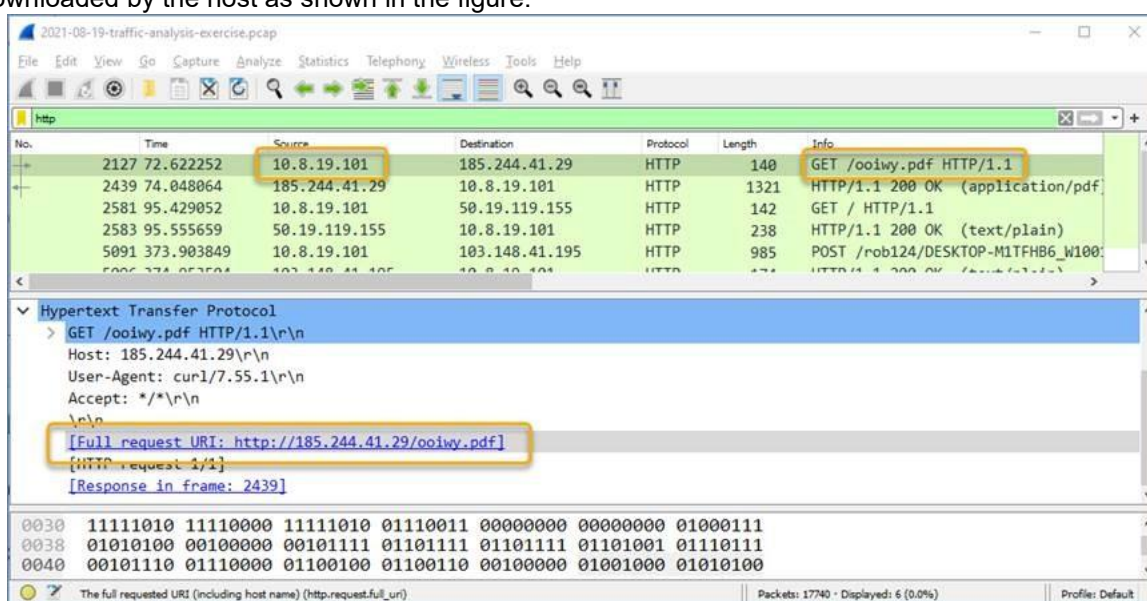 ownloaded by the host as shown in the figure.
2021-08-19-traffic-analysis-exercise.pcap
File Edit View Go Capture Analyze Statistics Telephony Wireless Tools Help
http
No. Time Source Destination Protocol Length Info
2127 72.622252 10.8.19.101 185.244.41.29 HTTP 140 GET /ooiwy.pdf HTTP/1.1
2439 74.048064 185.244.41.29 10.8.19.101 HTTP 1321 HTTP/1.1 200 OK (application/pdf
2581 95.429052 10.8.19.101 50.19.119.155 HTTP 142 GET / HTTP/1.1
2583 95.555659 50.19.119.155 10.8.19.101 HTTP 238 HTTP/1.1 200 OK (text/plain)
5091 373.903849 10.8.19.101 103.148.41.195 HTTP 985 POST /rob124/DESKTOP-M1TFHB6_W100
Hypertext Transfer Protocol
GET /ooiwy.pdf HTTP/1.1\r\n
Host: 185.244.41.29\r\n
User-Agent: curl/7.55.1\r\n
Accept: */*\r\n
\r\n
[Full request URI: http://185.244.41.29/ooiwy.pdf]
[HTTP request 1/1]
[Response in frame: 2439]
0030 11111010 11110000 11111010 01110011 00000000 00000000 01000111
0038 01010100 00100000 00101111 01101111 01101111 01101001 01110111
0040 00101110 01110000 01100100 01100110 00100000 01001000 01010100
The full requested URI (including host name) (http.request.full_uri) Packets: 17740 · Displayed: 6 (0.0%) Profile: Default